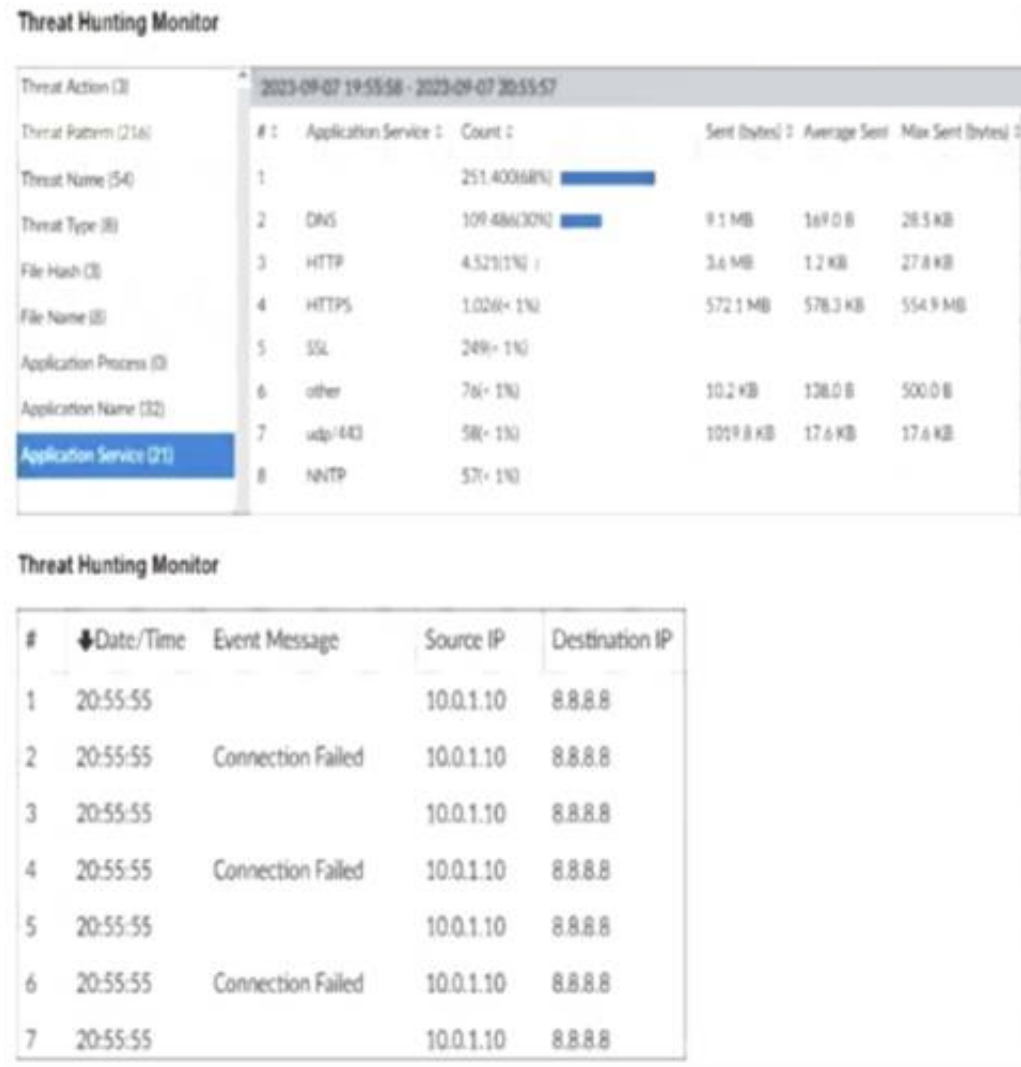 Threat Hunting Monitor
Threat Action (3)
Threat Pattern (216)
Threat Name (54)
Threat Type (8)
File Hash (3)
File Name (8)
Application Process (0)
Application Name (32)
Application Service (21)
2023-09-07 19:55:58 - 2023-09-07 20:55:57
# Application Service Count Sent (bytes) Average Sent Max Sent (bytes)
1 251,400(68%)
2 DNS 109,486(30%) 9.1 MB 169.0 B 28.5 KB
3 HTTP 4,521(1%) 3.6 MB 1.2 KB 27.8 KB
4 HTTPS 1,026(< 1%) 572.1 MB 578.3 KB 554.9 MB
5 SSL 249(< 1%)
6 other 76(< 1%) 10.2 KB 138.0 B 500.0 B
7 udp/443 58(< 1%) 1019.8 KB 17.6 KB 17.6 KB
8 NNTP 57(< 1%)
Threat Hunting Monitor
# Date/Time Event Message Source IP Destination IP
1 20:55:55 10.0.1.10 8.8.8.8
2 20:55:55 Connection Failed 10.0.1.10 8.8.8.8
3 20:55:55 10.0.1.10 8.8.8.8
4 20:55:55 Connection Failed 10.0.1.10 8.8.8.8
5 20:55:55 10.0.1.10 8.8.8.8
6 20:55:55 Connection Failed 10.0.1.10 8.8.8.8
7 20:55:55 10.0.1.10 8.8.8.8